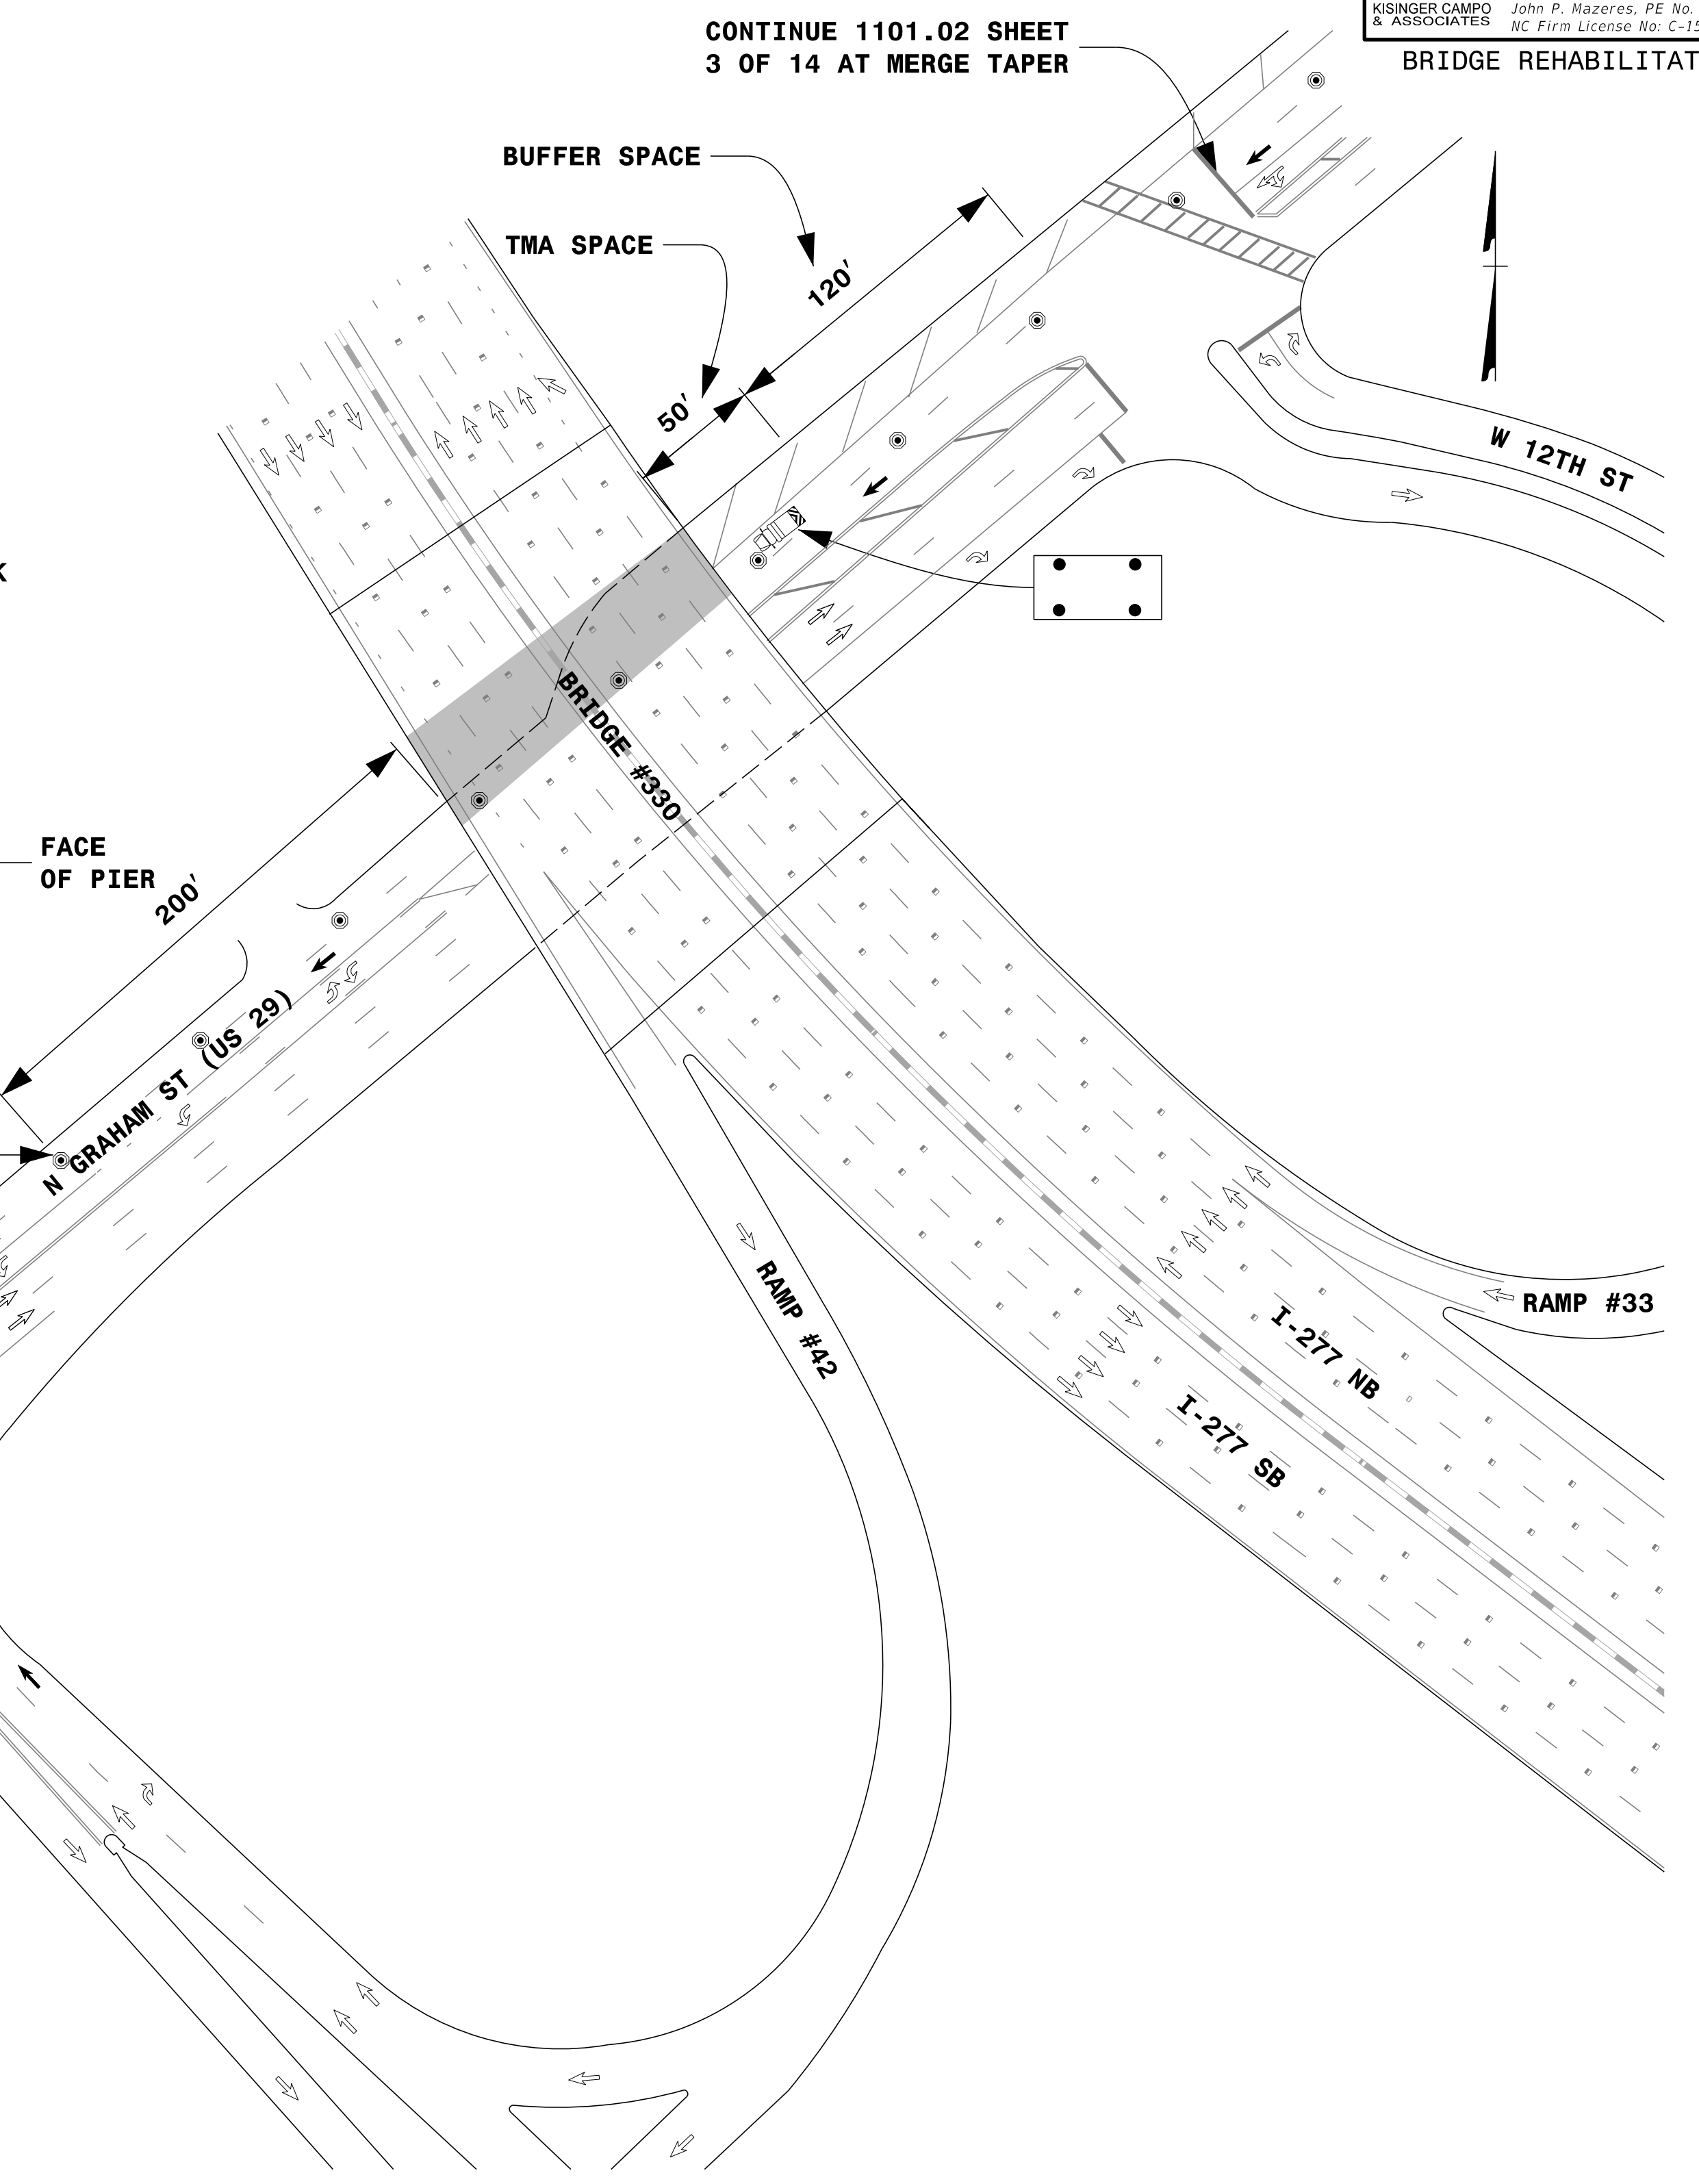 KISINGER CAMPO
& ASSOCIATES
John P. Mazeres, PE No.
NC Firm License No: C-15
BRIDGE REHABILITAT
CONTINUE 1101.02 SHEET
3 OF 14 AT MERGE TAPER
BUFFER SPACE
TMA SPACE
120'
50'
W 12TH ST
K
BRIDGE #330
FACE
OF PIER
200'
N GRAHAM ST (US 29)
RAMP #42
RAMP #33
I-277 NB
I-277 SB